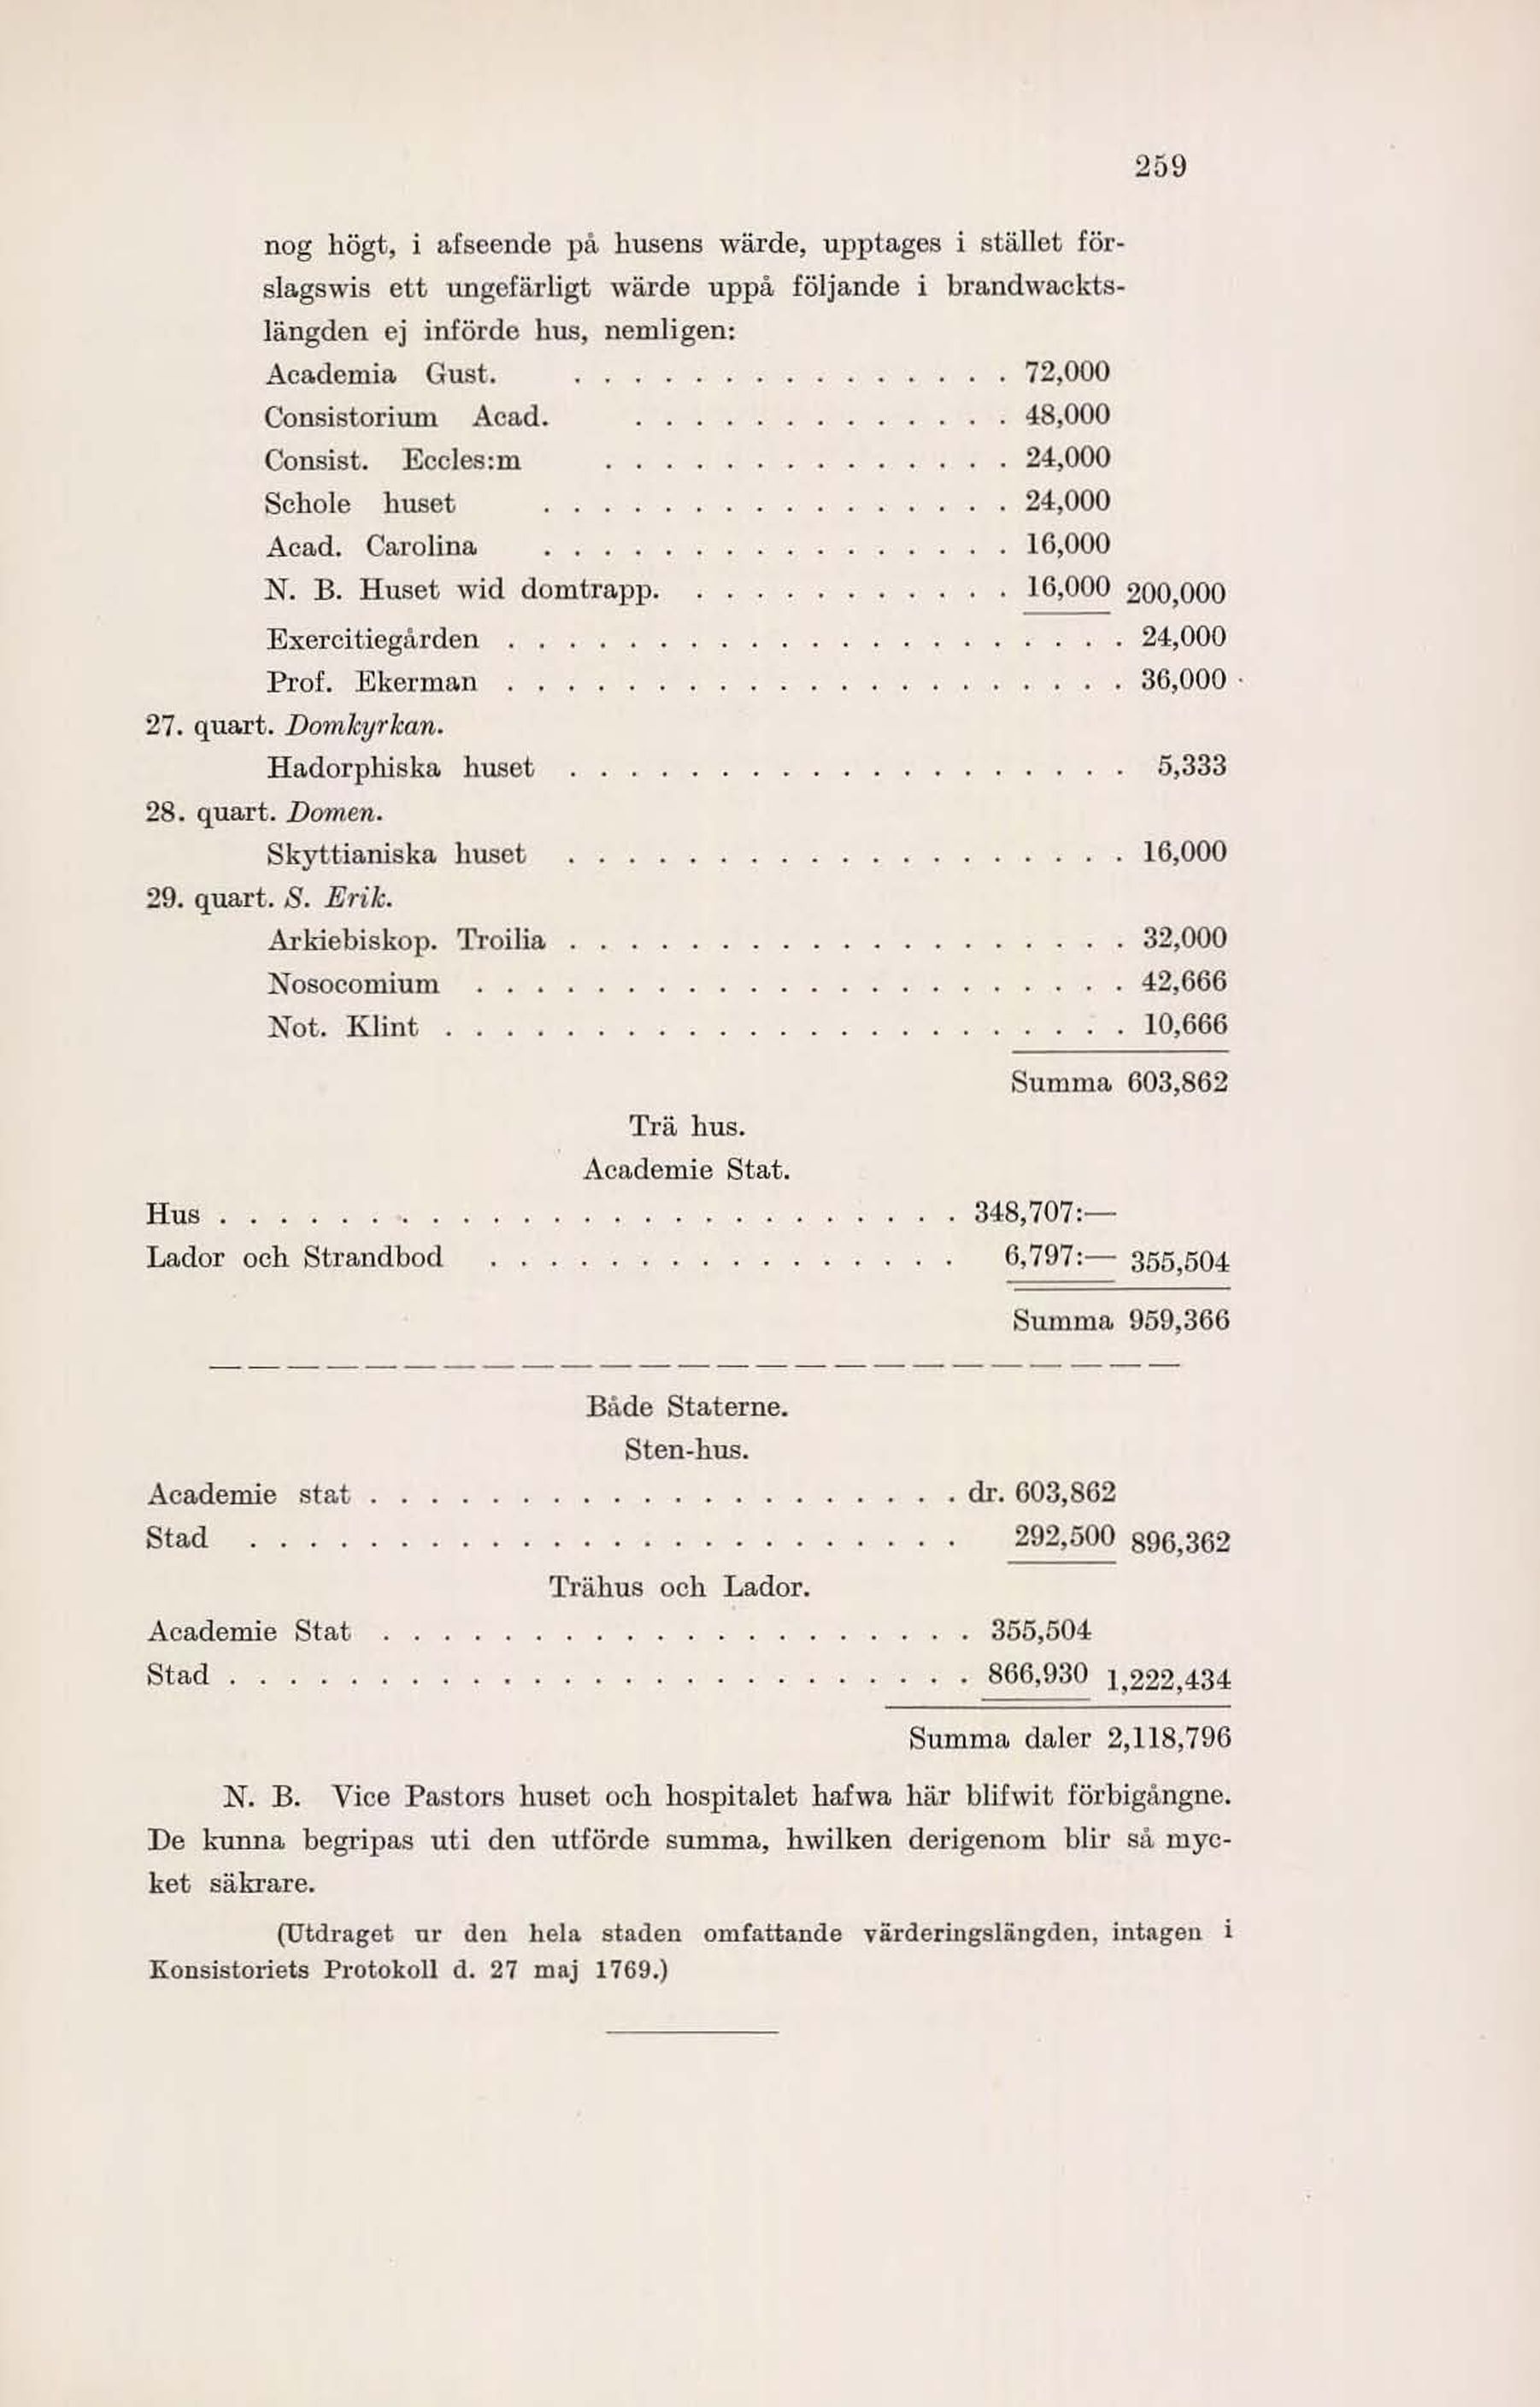 259
nog högt, i afseende på husens wärde, upptages i stället för-
slagswis ett ungefärligt wärde uppå följande i brandwackts-
längden ej införde hus, nemligen:
Academia Gust. . . . . . . . . . . . . . . . 72,000
Consistorium Acad. . . . . . . . . . . . . . 48,000
Consist. Eccles:m . . . . . . . . . . . . . . 24,000
Schole huset . . . . . . . . . . . . . . . . 24,000
Acad. Carolina . . . . . . . . . . . . . . . . 16,000
N. B. Huset wid domtrapp. . . . . . . . . . . . 16,000 200,000
Exercitiegården . . . . . . . . . . . . . . . . . . . . . 24,000
Prof. Ekerman . . . . . . . . . . . . . . . . . . . . . 36,000
27. quart. Domkyrkan.
Hadorphiska huset . . . . . . . . . . . . . . . . . . . 5,333
28. quart. Domen.
Skyttianiska huset . . . . . . . . . . . . . . . . . . . 16,000
29. quart. S. Erik.
Arkiebiskop. Troilia . . . . . . . . . . . . . . . . . . . 32,000
Nosocomium . . . . . . . . . . . . . . . . . . . . . . 42,666
Not. Klint . . . . . . . . . . . . . . . . . . . . . . . 10,666
Summa 603,862
Trä hus.
Academie Stat.
Hus . . . . . . . . . . . . . . . . . . . . . . . . . 348,707:—
Lador och Strandbod . . . . . . . . . . . . . . . . 6,797:— 355,504
Summa 959,366
Både Staterne.
Sten-hus.
Academie stat . . . . . . . . . . . . . . . . . . . . dr. 603,862
Stad . . . . . . . . . . . . . . . . . . . . . . . . 292,500 896,362
Trähus och Lador.
Academie Stat . . . . . . . . . . . . . . . . . . . . 355,504
Stad . . . . . . . . . . . . . . . . . . . . . . . . . 866,930 1,222,434
Summa daler 2,118,796
N. B. Vice Pastors huset och hospitalet hafwa här blifwit förbigångne.
De kunna begripas uti den utförde summa, hwilken derigenom blir så myc-
ket säkrare.
(Utdraget ur den hela staden omfattande värderingslängden, intagen i
Konsistoriets Protokoll d. 27 maj 1769.)